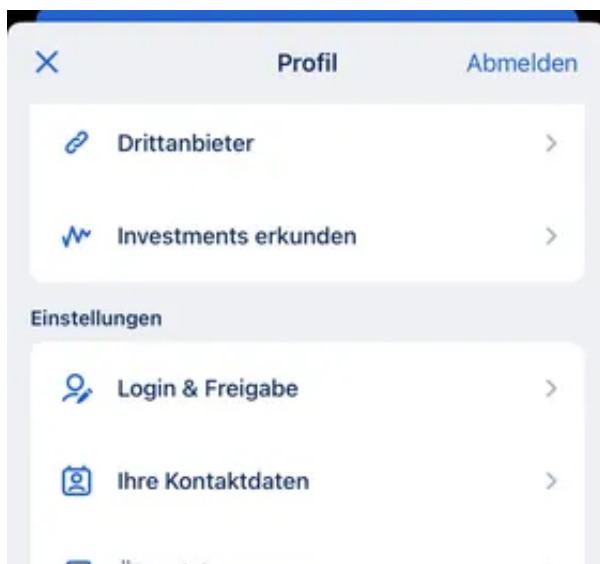 Profil
Abmelden
Drittanbieter
Investments erkunden
Einstellungen
Login & Freigabe
Ihre Kontaktdaten